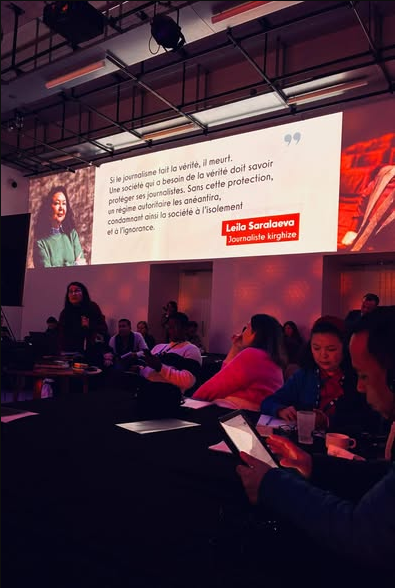 ”
Si le journalisme tait la vérité, il meurt.
Une société qui a besoin de la vérité doit savoir
protéger ses journalistes. Sans cette protection,
un régime autoritaire les anéantira,
condamnant ainsi la société à l'isolement
et à l'ignorance.
Leila Saralaeva
Journaliste kirghize